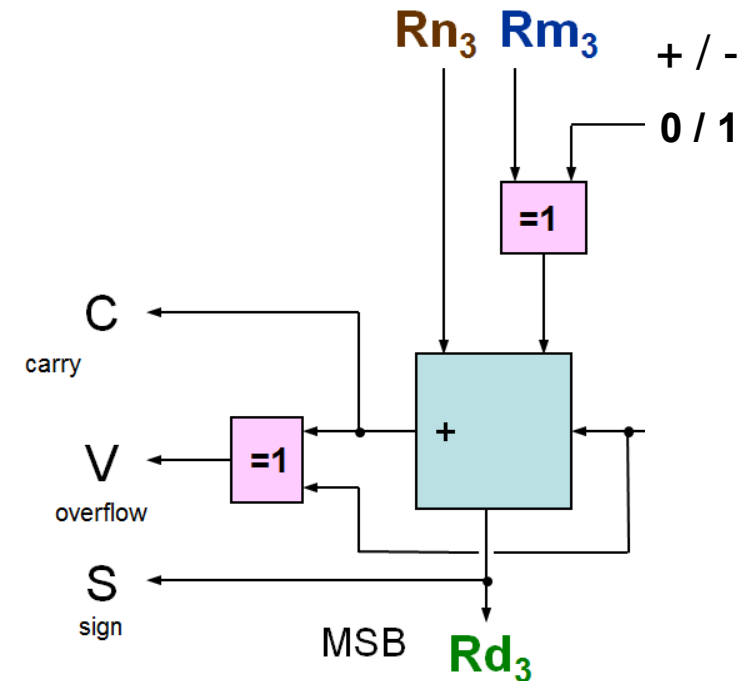 Rn₃ Rm₃
+ / -
0 / 1
=1
C
carry
+
=1
V
overflow
S
sign
MSB
Rd₃